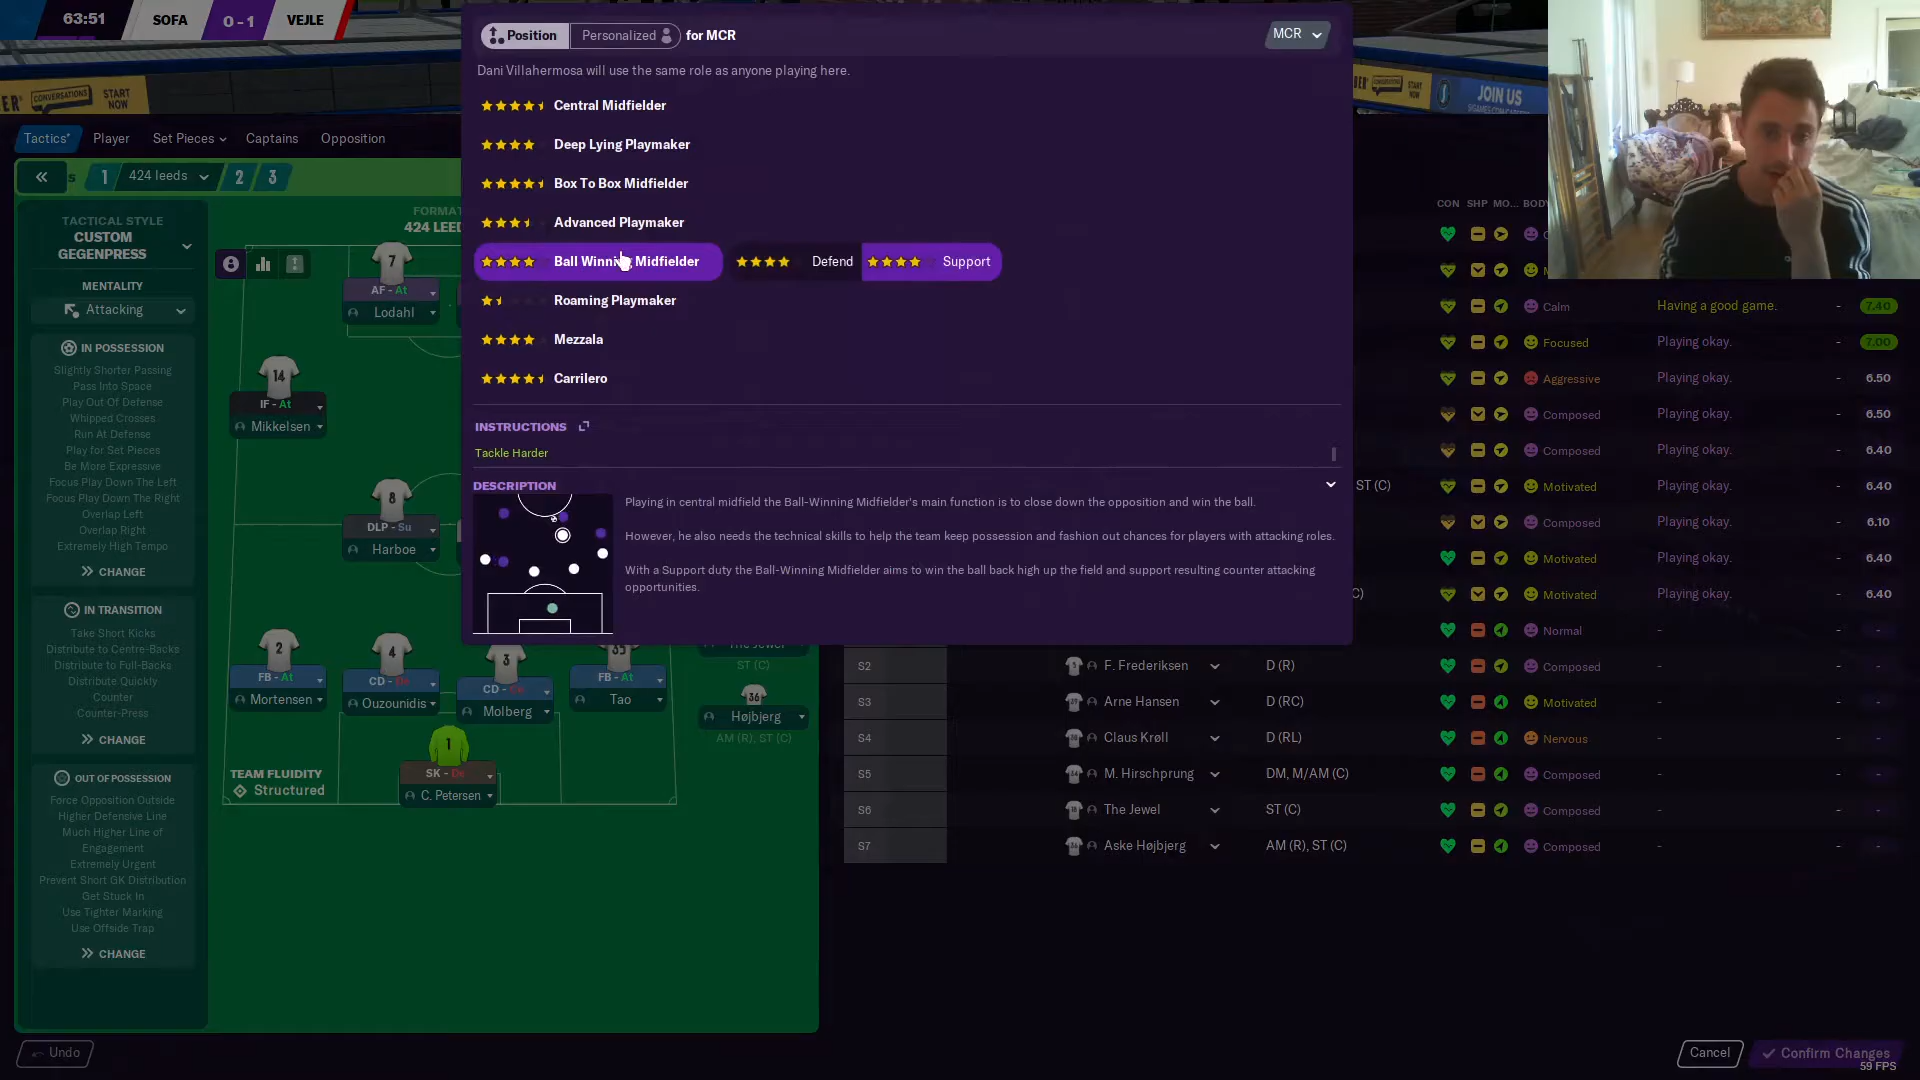 63:51
SOFA
0 - 1
VEJLE
CONVERSATIONS
START NOW
JOIN US
Position
Personalized
for MCR
MCR
Dani Villahermosa will use the same role as anyone playing here.
Central Midfielder
Deep Lying Playmaker
Box To Box Midfielder
Advanced Playmaker
Ball Winning Midfielder
Defend
Support
Roaming Playmaker
Mezzala
Carrilero
INSTRUCTIONS
Tackle Harder
DESCRIPTION
Playing in central midfield the Ball-Winning Midfielder's main function is to close down the opposition and win the ball.
However, he also needs the technical skills to help the team keep possession and fashion out chances for players with attacking roles.
With a Support duty the Ball-Winning Midfielder aims to win the ball back high up the field and support resulting counter attacking
opportunities.
Tactics*
Player
Set Pieces
Captains
Opposition
1
424 leeds
2
3
TACTICAL STYLE
CUSTOM
GEGENPRESS
MENTALITY
Attacking
IN POSSESSION
Slightly Shorter Passing
Pass Into Space
Play Out Of Defense
Whipped Crosses
Run At Defense
Play for Set Pieces
Be More Expressive
Focus Play Down The Left
Focus Play Down The Right
Overlap Left
Overlap Right
Extremely High Tempo
CHANGE
IN TRANSITION
Take Short Kicks
Distribute to Centre-Backs
Distribute to Full-Backs
Distribute Quickly
Counter
Counter-Press
CHANGE
OUT OF POSSESSION
Force Opposition Outside
Higher Defensive Line
Much Higher Line of
Engagement
Extremely Urgent
Prevent Short GK Distribution
Get Stuck In
Use Tighter Marking
Use Offside Trap
CHANGE
7
AF - At
Lodahl
14
IF - At
Mikkelsen
8
DLP - Su
Harboe
2
FB - At
Mortensen
4
CD - De
Ouzounidis
3
CD - De
Molberg
FB - At
Tao
1
SK - De
C. Petersen
TEAM FLUIDITY
Structured
ST (C)
36
Højbjerg
AM (R), ST (C)
CON SHP MO...
Calm Having a good game. - 7.40
Focused Playing okay. - 7.00
Aggressive Playing okay. - 6.50
Composed Playing okay. - 6.50
Composed Playing okay. - 6.40
ST (C) Motivated Playing okay. - 6.40
Composed Playing okay. - 6.10
Motivated Playing okay. - 6.40
Motivated Playing okay. - 6.40
Normal - - -
S2 F. Frederiksen D (R) Composed - - -
S3 Arne Hansen D (RC) Motivated - - -
S4 Claus Krøll D (RL) Nervous - - -
S5 M. Hirschprung DM, M/AM (C) Composed - - -
S6 The Jewel ST (C) Composed - - -
S7 Aske Højbjerg AM (R), ST (C) Composed - - -
Undo
Cancel
Confirm Changes
59 FPS